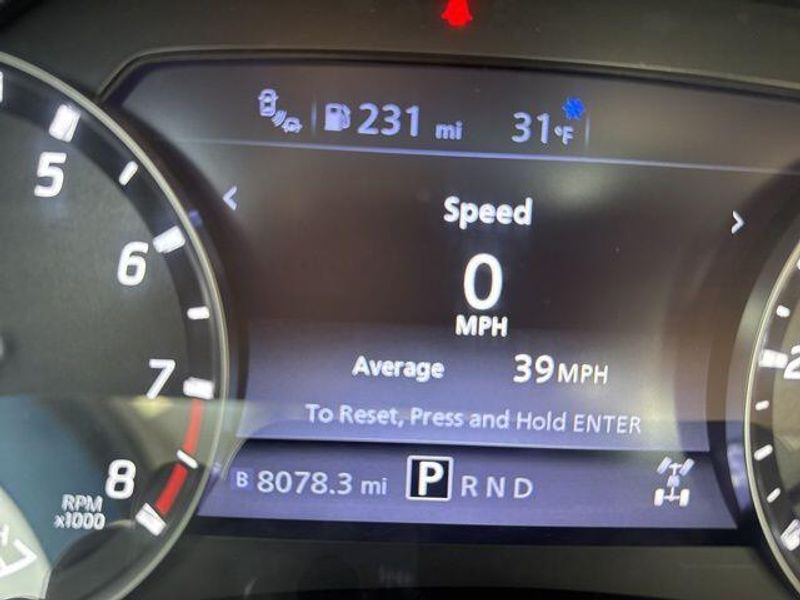 231 mi 31°F
5
< Speed >
6
0
MPH
7
Average 39 MPH
2
To Reset, Press and Hold ENTER
8
B 8078.3 mi P R N D
RPM
x1000